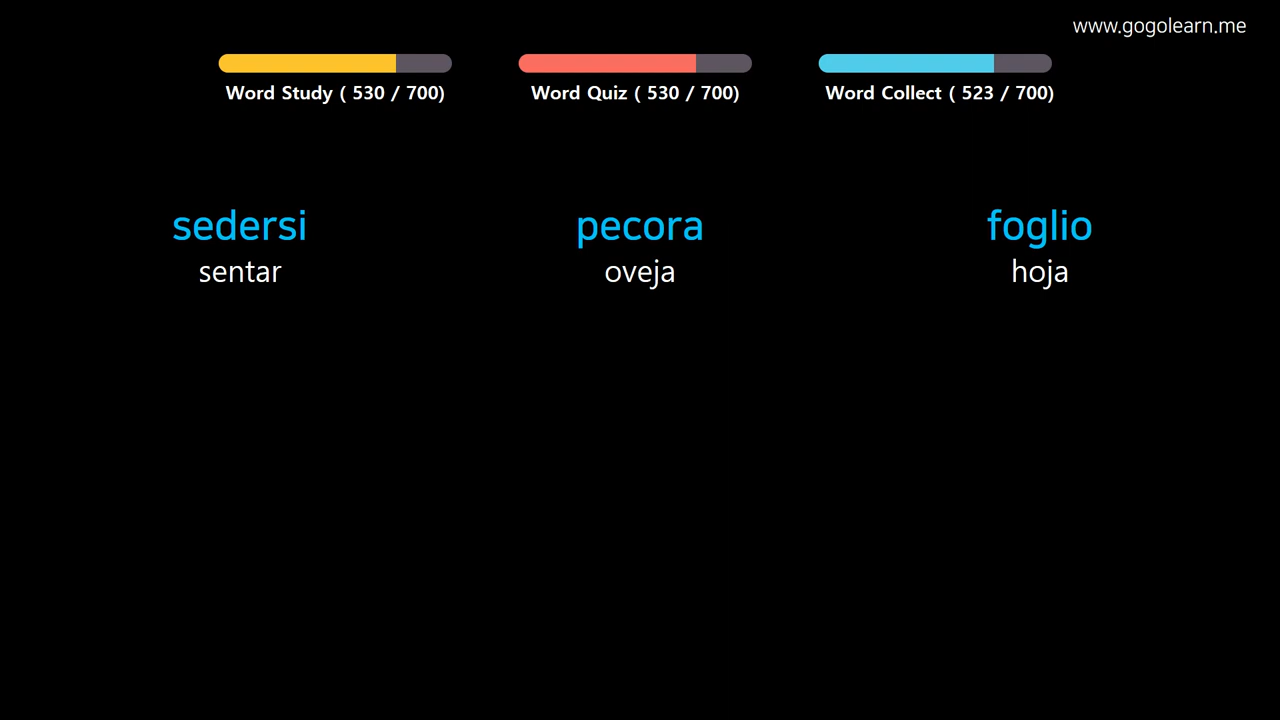 www.gogolearn.me
Word Study ( 530 / 700)
Word Quiz ( 530 / 700)
Word Collect ( 523 / 700)
sedersi
sentar
pecora
oveja
foglio
hoja